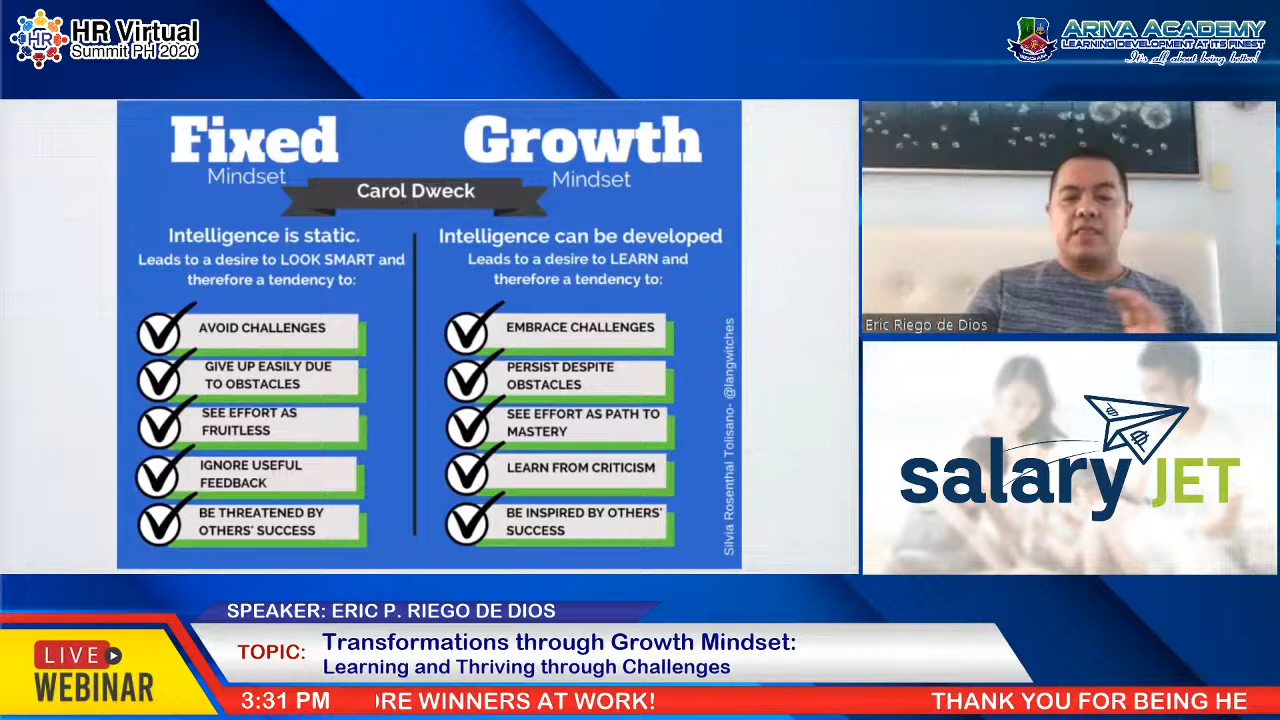 HR
HR Virtual
Summit PH 2020
ARIVA ACADEMY
LEARNING DEVELOPMENT AT ITS FINEST
It's all about being better!
Fixed
Mindset
Growth
Mindset
Carol Dweck
Intelligence is static.
Leads to a desire to LOOK SMART and
therefore a tendency to:
AVOID CHALLENGES
GIVE UP EASILY DUE
TO OBSTACLES
SEE EFFORT AS
FRUITLESS
IGNORE USEFUL
FEEDBACK
BE THREATENED BY
OTHERS' SUCCESS
Intelligence can be developed
Leads to a desire to LEARN and
therefore a tendency to:
EMBRACE CHALLENGES
PERSIST DESPITE
OBSTACLES
SEE EFFORT AS PATH TO
MASTERY
LEARN FROM CRITICISM
BE INSPIRED BY OTHERS'
SUCCESS
Silvia Rosenthal Tolisano- @langwitches
Eric Riego de Dios
salary JET
SPEAKER: ERIC P. RIEGO DE DIOS
TOPIC: Transformations through Growth Mindset:
Learning and Thriving through Challenges
LIVE
WEBINAR
3:31 PM RE WINNERS AT WORK! THANK YOU FOR BEING HE